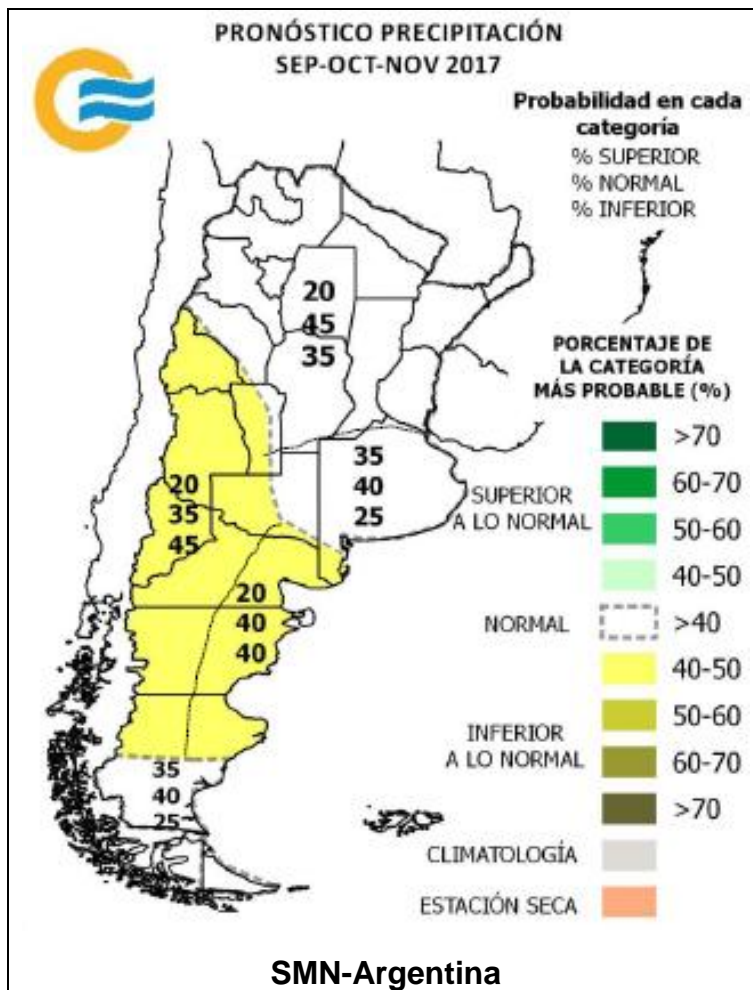 PRONÓSTICO PRECIPITACIÓN
SEP-OCT-NOV 2017
Probabilidad en cada
categoría
% SUPERIOR
% NORMAL
% INFERIOR
20
45
35
35
40
25
20
35
45
20
40
40
35
40
25
PORCENTAJE DE
LA CATEGORÍA
MÁS PROBABLE (%)
>70
60-70
SUPERIOR
A LO NORMAL
50-60
40-50
NORMAL
>40
40-50
50-60
INFERIOR
A LO NORMAL
60-70
>70
CLIMATOLOGÍA
ESTACIÓN SECA
SMN-Argentina